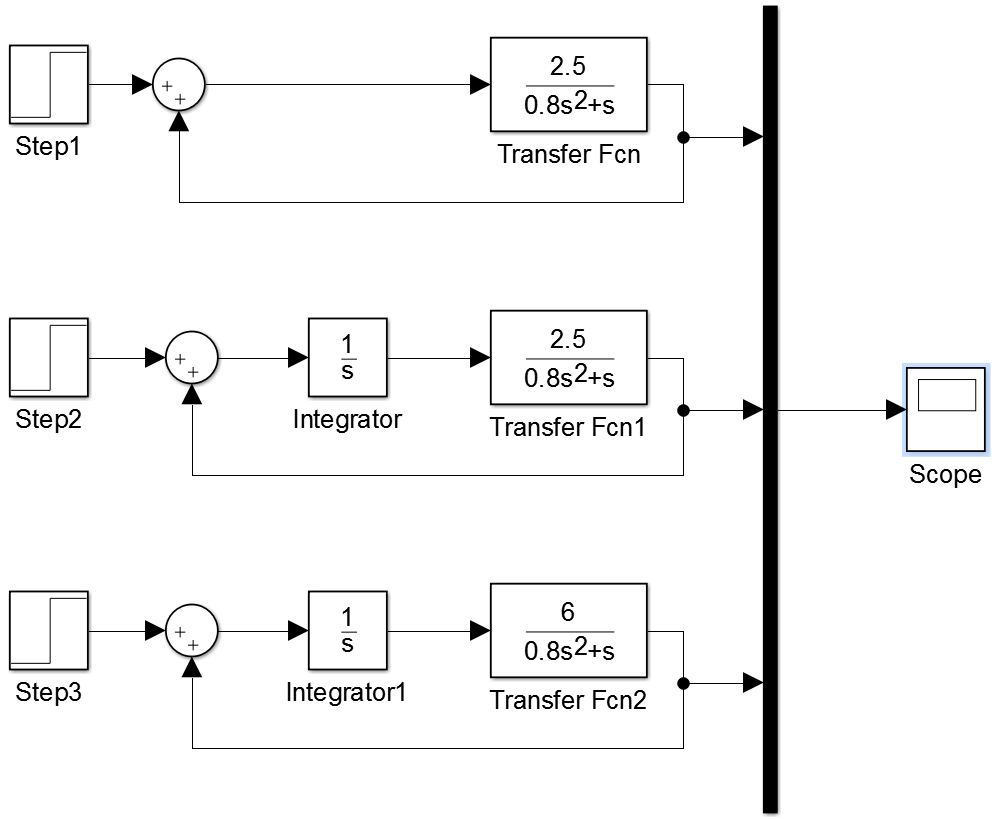 +
+
2.5
0.8s2+s
Step1
Transfer Fcn
+
+
1
s
2.5
0.8s2+s
Step2
Integrator
Transfer Fcn1
Scope
+
+
1
s
6
0.8s2+s
Step3
Integrator1
Transfer Fcn2